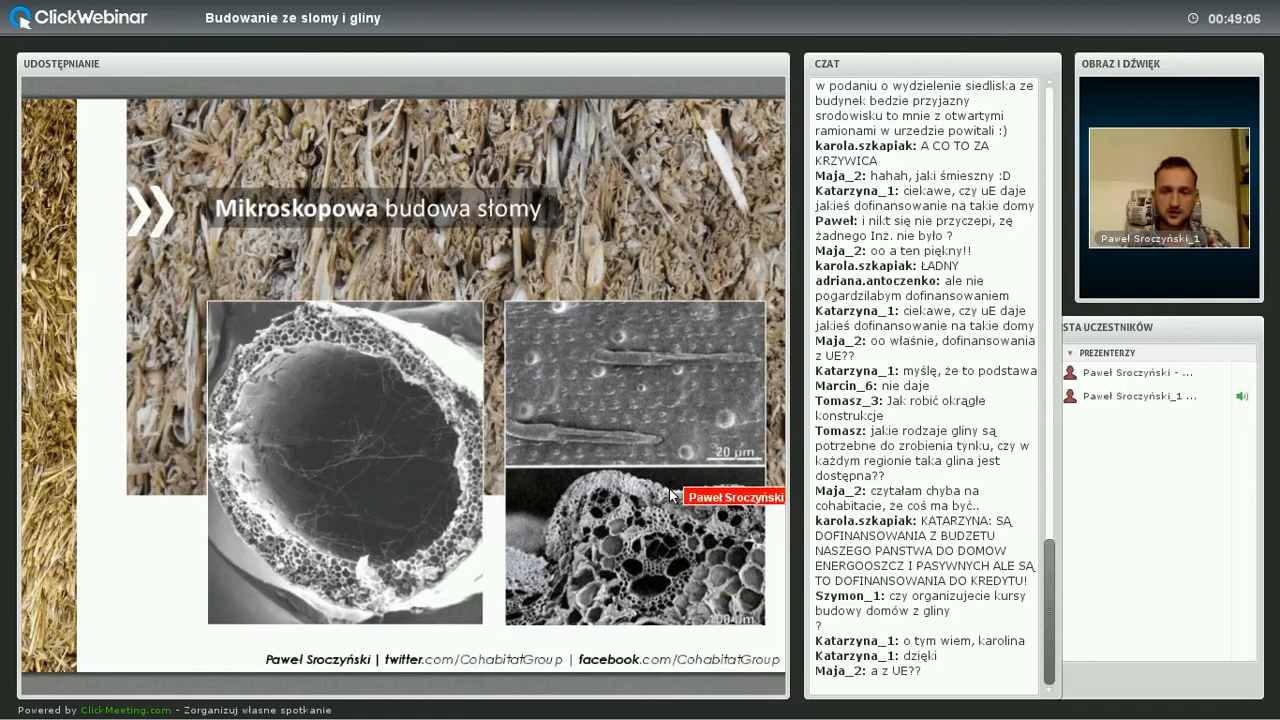 ClickWebinar
Budowanie ze slomy i gliny
00:49:06
UDOSTĘPNIANIE
Mikroskopowa budowa słomy
20 µm
Paweł Sroczyński
100 µm
Paweł Sroczyński | twitter.com/CohabitatGroup | facebook.com/CohabitatGroup
CZAT
w podaniu o wydzielenie siedliska ze
budynek bedzie przyjazny
srodowisku to mnie z otwartymi
ramionami w urzedzie powitali :)
karola.szkapiak: A CO TO ZA
KRZYWICA
Maja_2: hahah, jaki śmieszny :D
Katarzyna_1: ciekawe, czy uE daje
jakieś dofinansowanie na takie domy
Paweł: i nikt się nie przyczepi, zę
żadnego Inż. nie było ?
Maja_2: oo a ten piękny!!
karola.szkapiak: ŁADNY
adriana.antoczenko: ale nie
pogardzilabym dofinansowaniem
Katarzyna_1: ciekawe, czy uE daje
jakieś dofinansowanie na takie domy
Maja_2: oo właśnie, dofinansowania
z UE??
Katarzyna_1: myślę, że to podstawa
Marcin_6: nie daje
Tomasz_3: Jak robić okrągłe
konstrukcje
Tomasz: jakie rodzaje gliny są
potrzebne do zrobienia tynku, czy w
każdym regionie taka glina jest
dostępna??
Maja_2: czytałam chyba na
cohabitacie, że coś ma być..
karola.szkapiak: KATARZYNA: SĄ
DOFINANSOWANIA Z BUDZETU
NASZEGO PANSTWA DO DOMOW
ENERGOOSZCZ I PASYWNYCH ALE SĄ
TO DOFINANSOWANIA DO KREDYTU!
Szymon_1: czy organizujecie kursy
budowy domów z gliny
?
Katarzyna_1: o tym wiem, karolina
Katarzyna_1: dzięki
Maja_2: a z UE??
OBRAZ I DŹWIĘK
Paweł Sroczyński_1
STA UCZESTNIKÓW
PREZENTERZY
Paweł Sroczyński - ...
Paweł Sroczyński_1 ...
Powered by ClickMeeting.com - Zorganizuj własne spotkanie